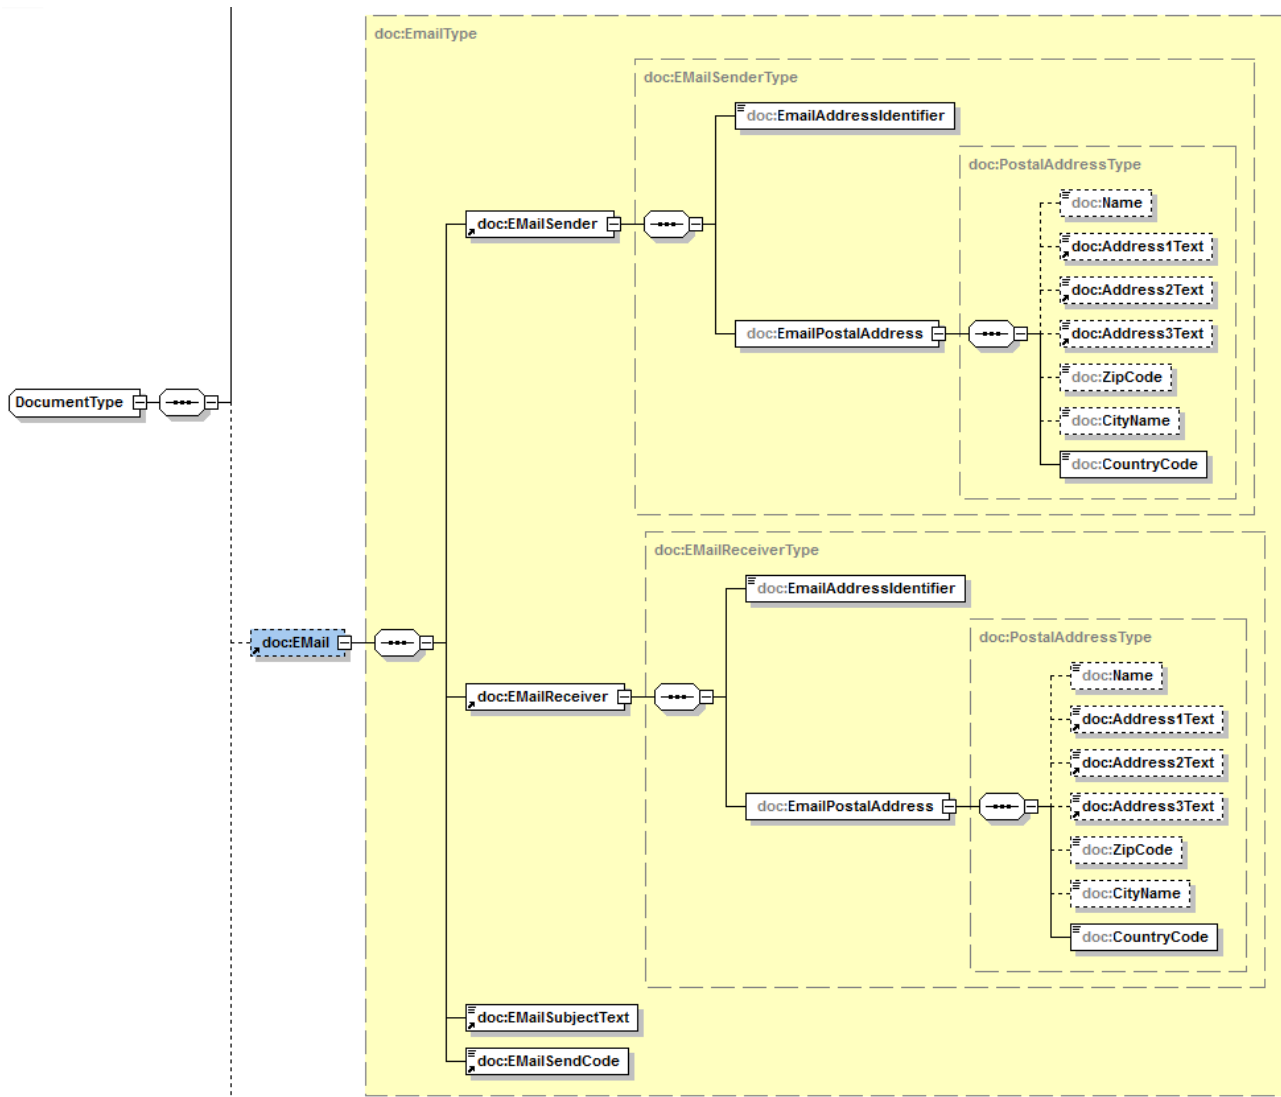 doc:EmailType
doc:EMailSenderType
doc:EmailAddressIdentifier
doc:PostalAddressType
doc:Name
doc:EMailSender
doc:Address1Text
doc:Address2Text
doc:EmailPostalAddress
doc:Address3Text
doc:ZipCode
DocumentType
doc:CityName
doc:CountryCode
doc:EMailReceiverType
doc:EmailAddressIdentifier
doc:PostalAddressType
doc:EMail
doc:Name
doc:EMailReceiver
doc:Address1Text
doc:Address2Text
doc:EmailPostalAddress
doc:Address3Text
doc:ZipCode
doc:CityName
doc:CountryCode
doc:EMailSubjectText
doc:EMailSendCode